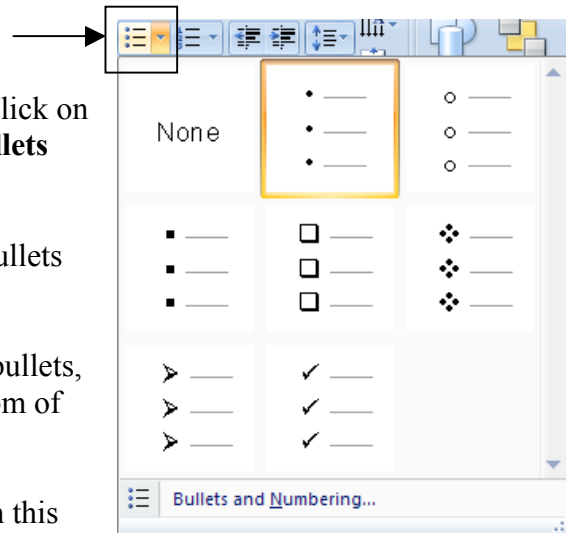 lick on
llets
None
ullets
oullets,
om of
Bullets and Numbering...
n this